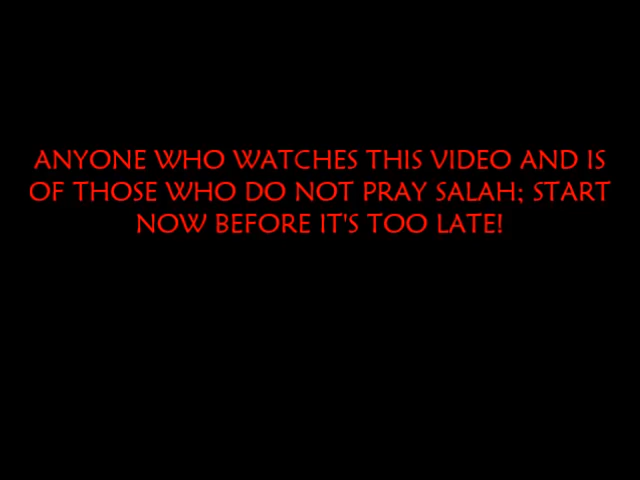 ANYONE WHO WATCHES THIS VIDEO AND IS
OF THOSE WHO DO NOT PRAY SALAH; START
NOW BEFORE IT'S TOO LATE!